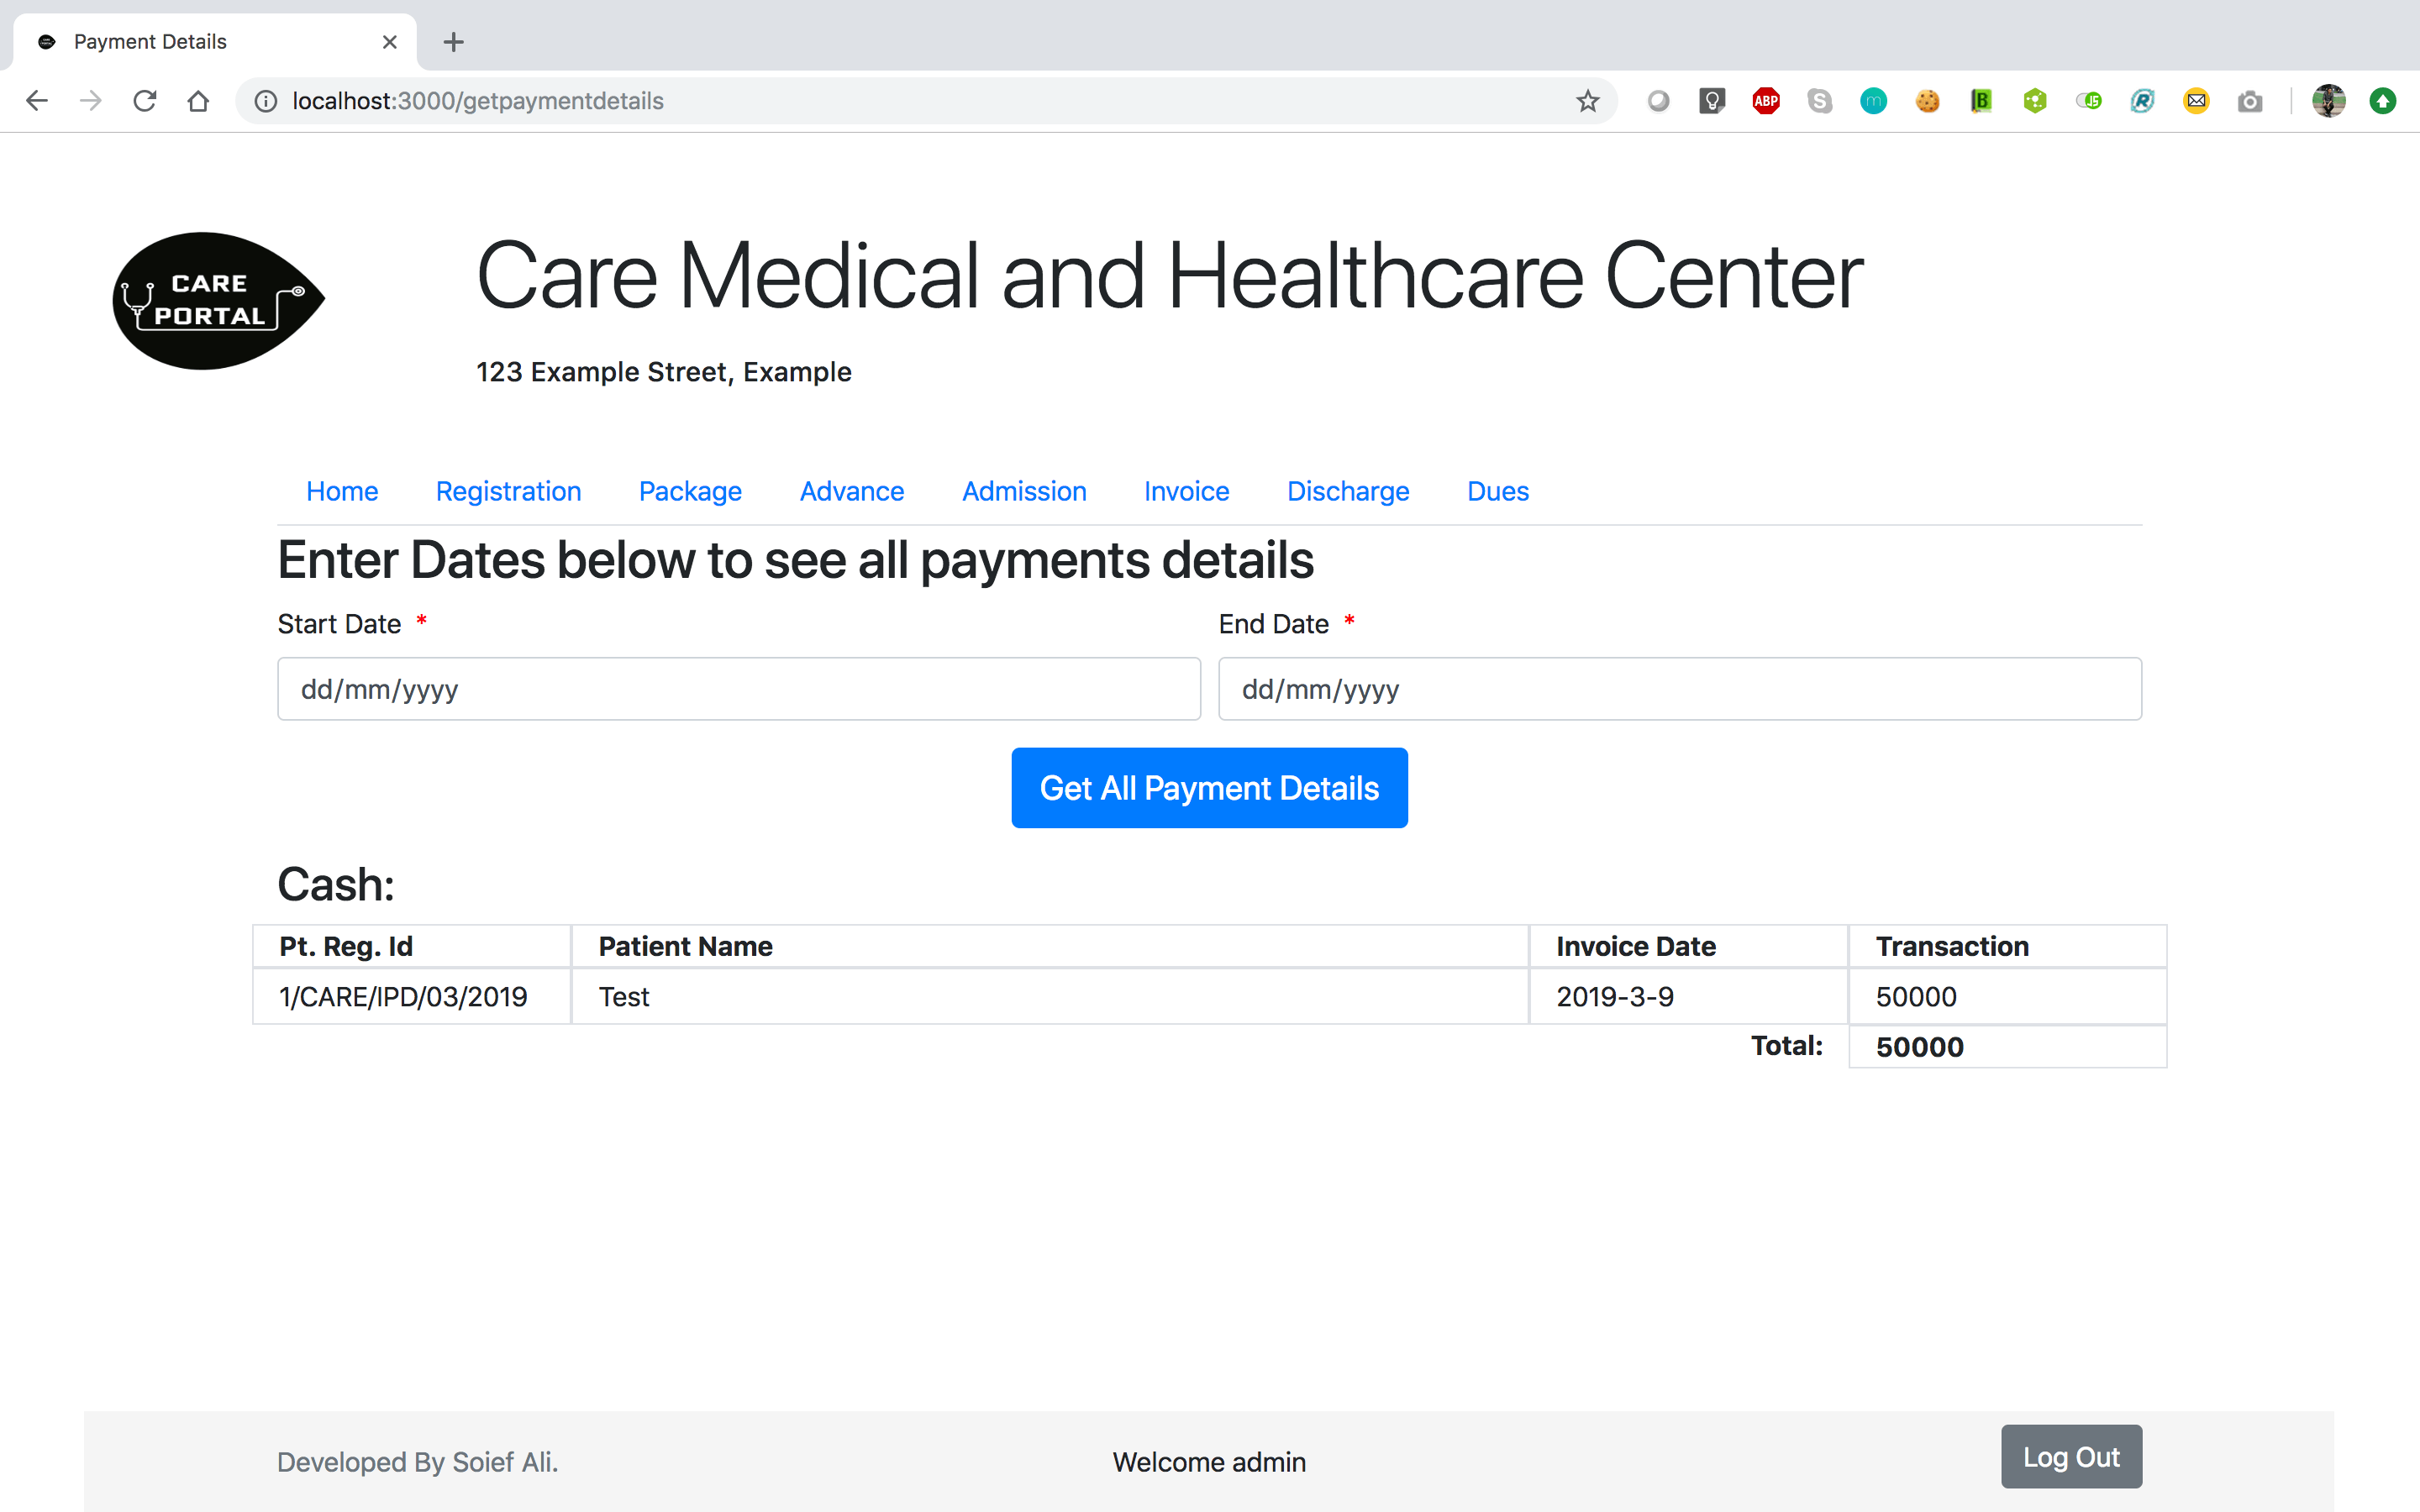 Payment Details
localhost:3000/getpaymentdetails
ABP
S
m
B
JS
R
CARE
PORTAL
Care Medical and Healthcare Center
123 Example Street, Example
Home Registration Package Advance Admission Invoice Discharge Dues
Enter Dates below to see all payments details
Start Date * End Date *
dd/mm/yyyy dd/mm/yyyy
Get All Payment Details
Cash:
Pt. Reg. Id Patient Name Invoice Date Transaction
1/CARE/IPD/03/2019 Test 2019-3-9 50000
Total: 50000
Developed By Soief Ali. Welcome admin Log Out